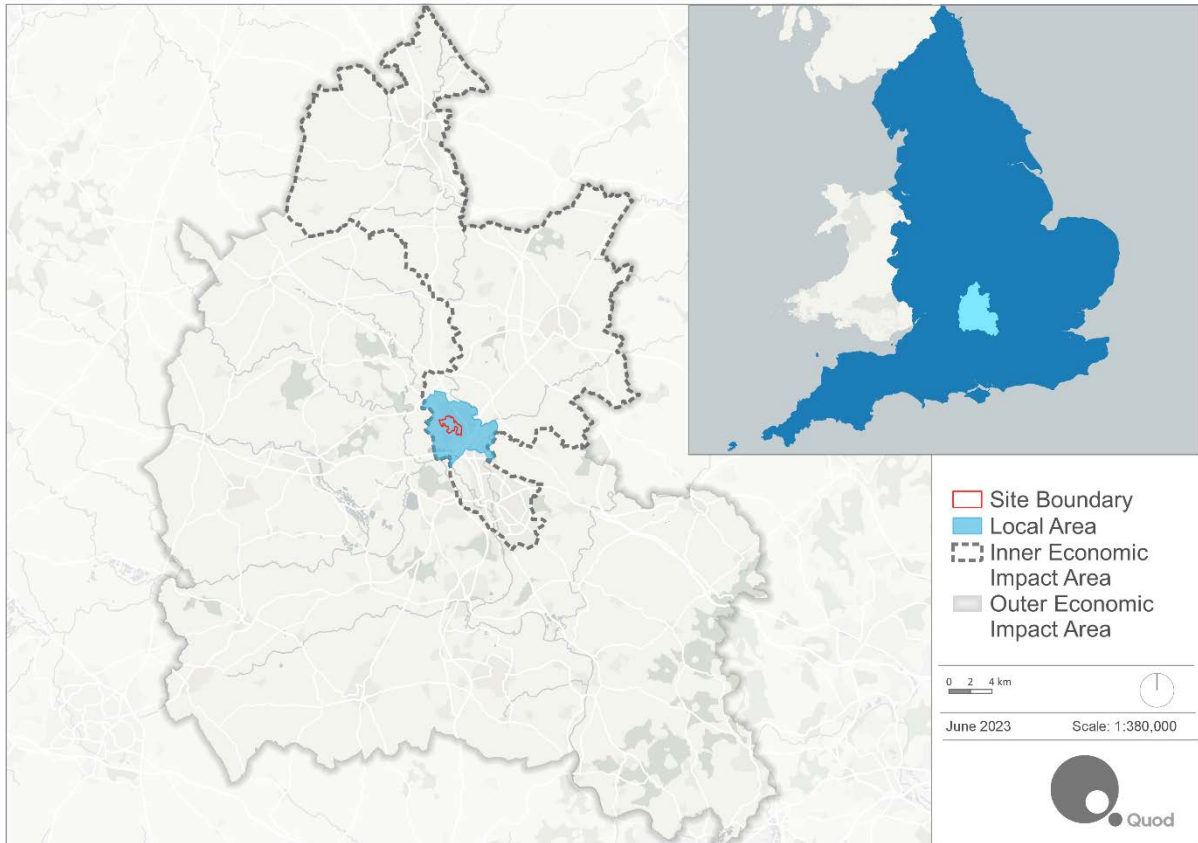 Site Boundary
Local Area
Inner Economic
Impact Area
Outer Economic
Impact Area
0 2 4 km
June 2023 Scale: 1:380,000
Quod